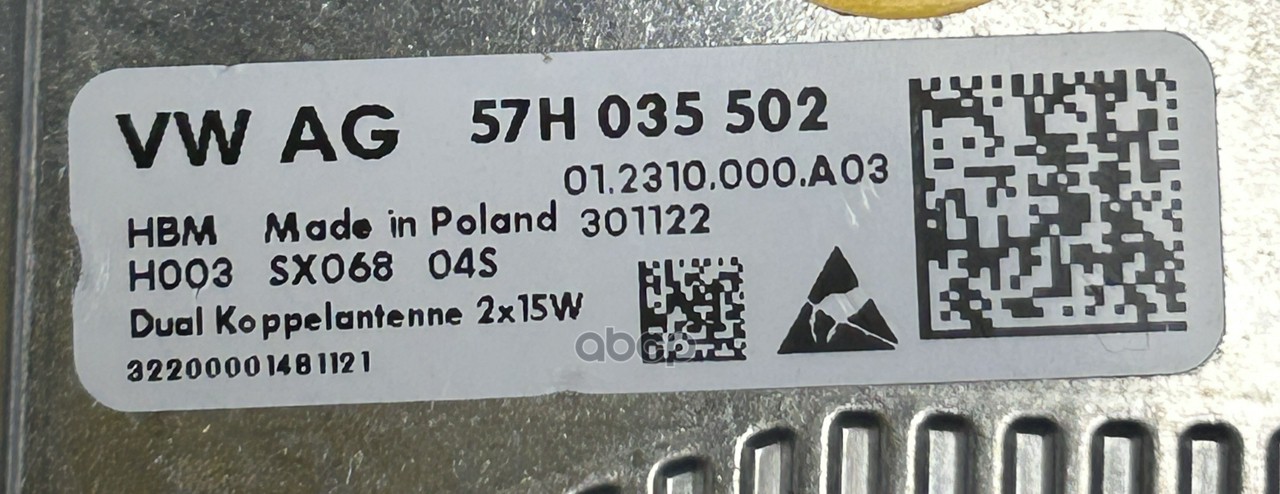 VW AG 57H 035 502
01.2310.000.A03
HBM Made in Poland 301122
H003 SX068 04S
Dual Koppelantenne 2x15W
32200001481121
abcp